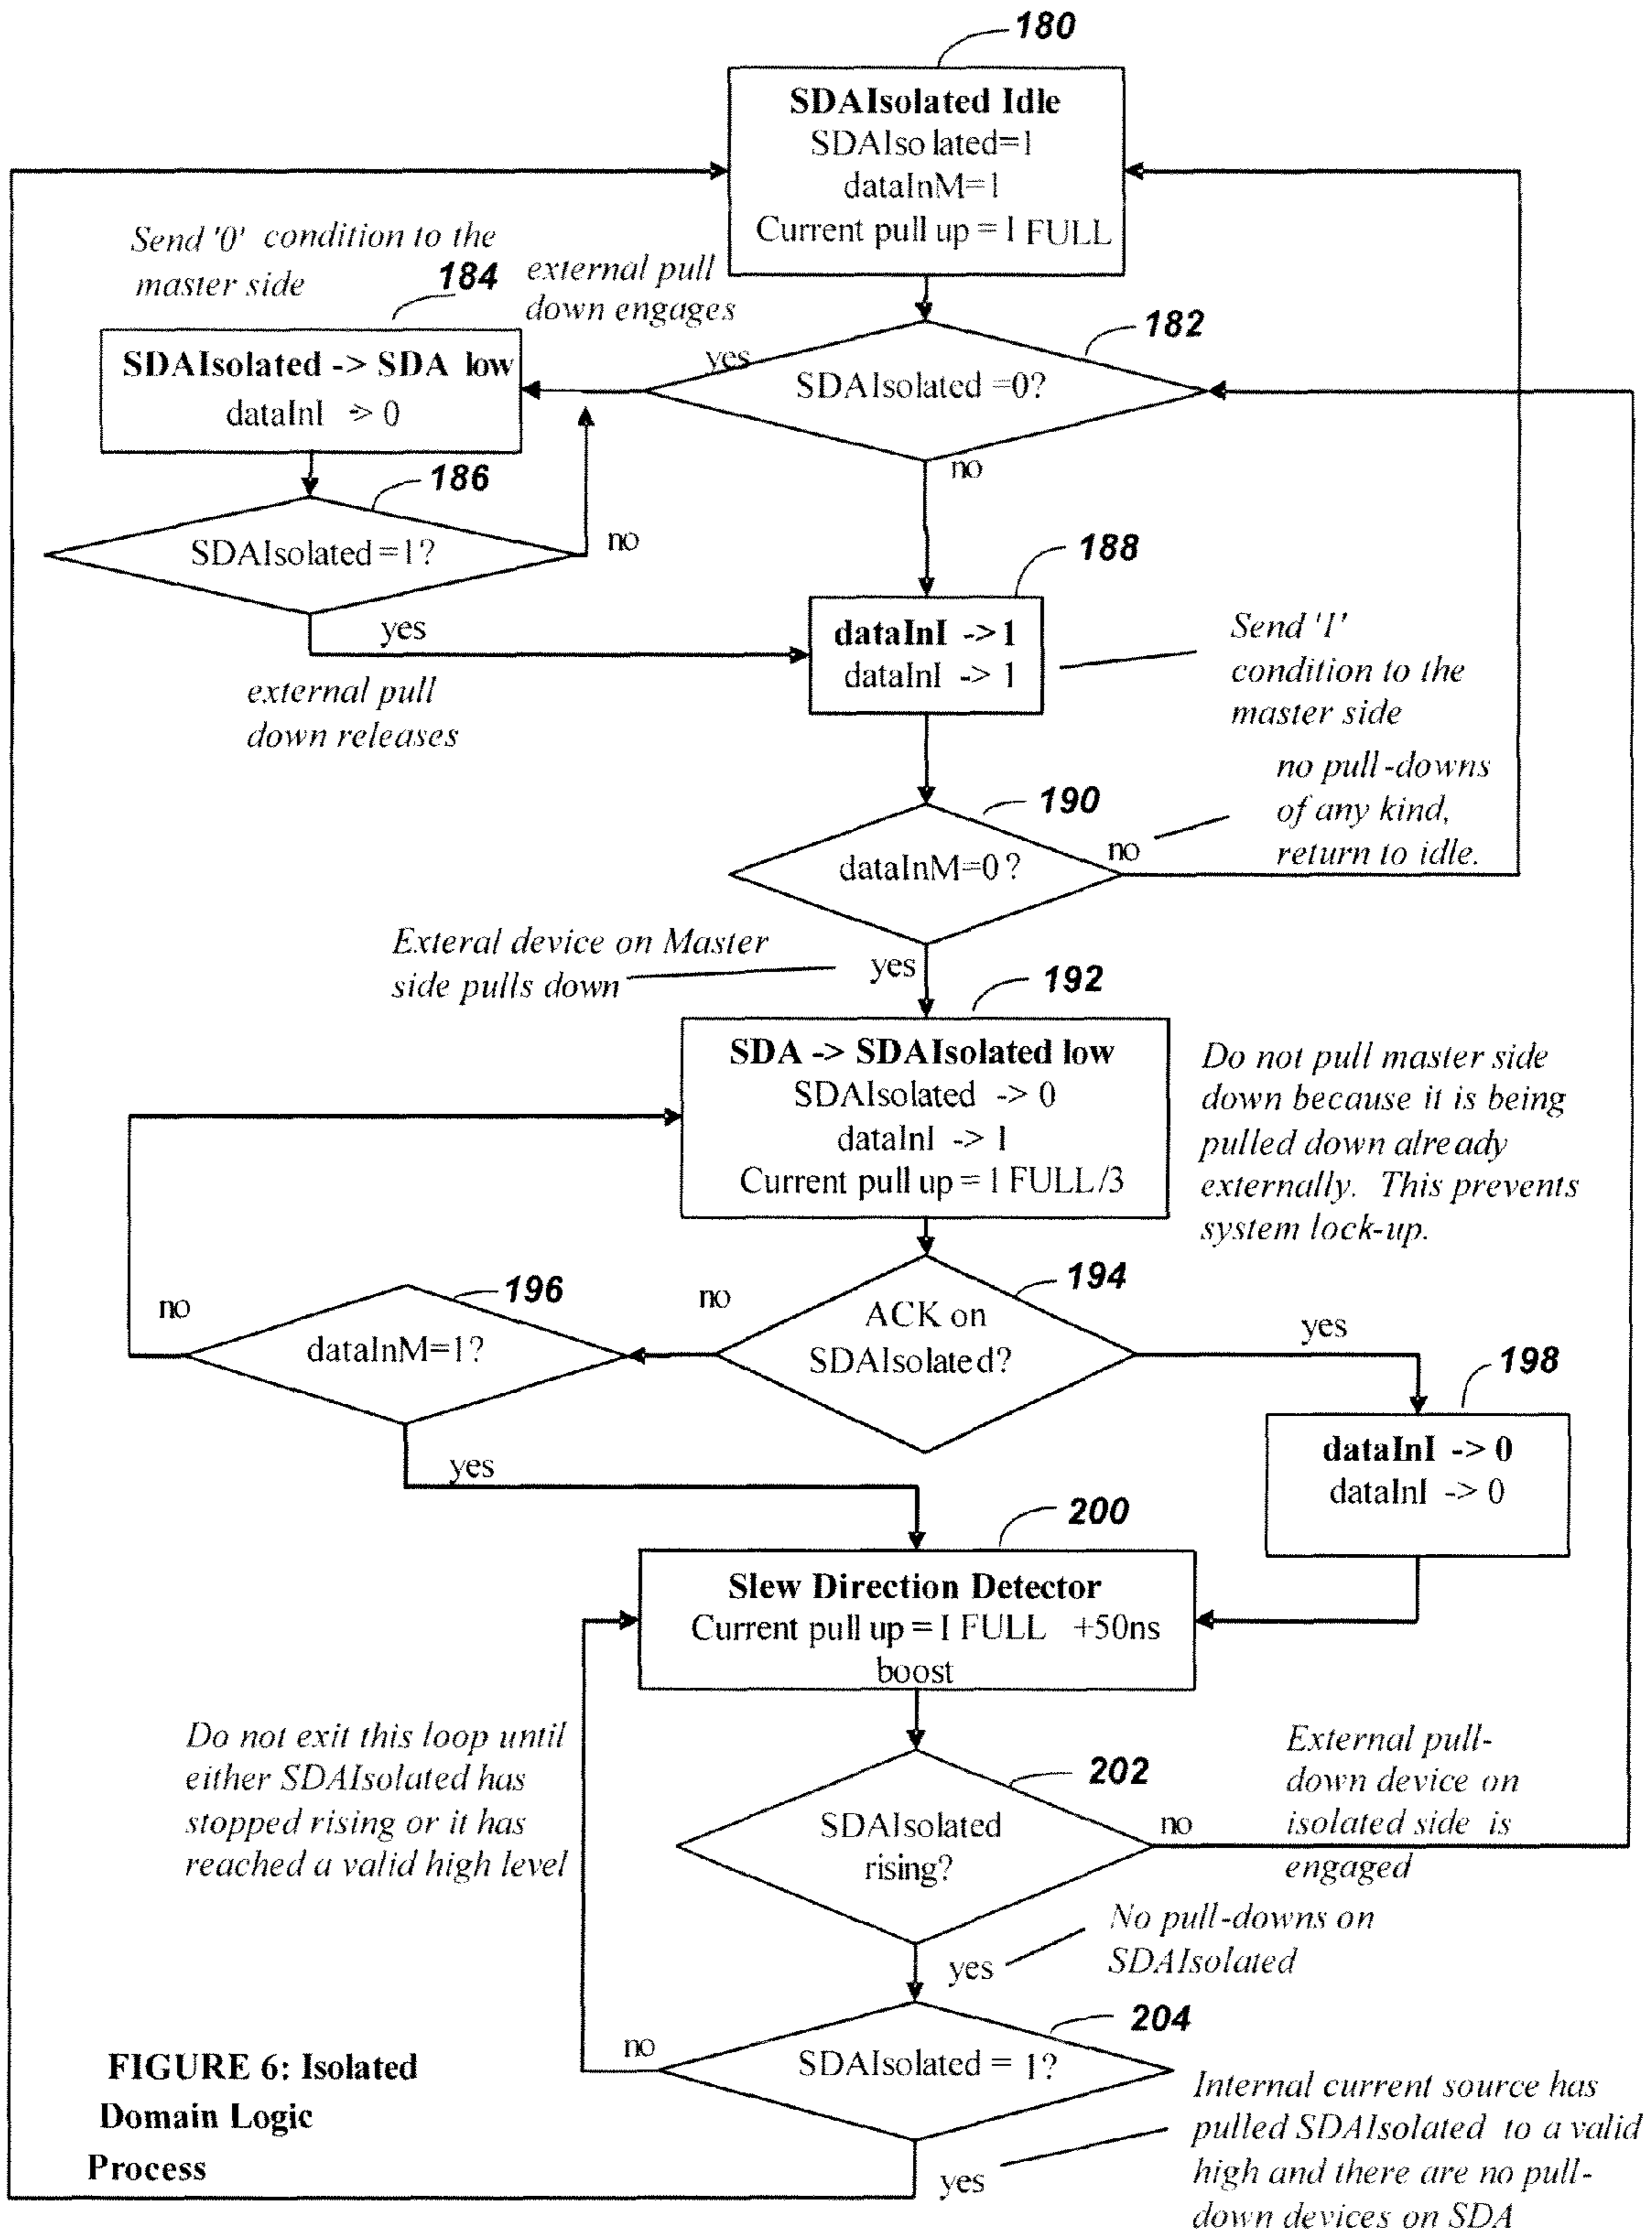 180
SDAIsolated Idle
SDAIsolated=1
dataInM=1
Current pull up = I FULL
Send '0' condition to the
master side
184
external pull
down engages
182
SDAIsolated -> SDA low
dataInI -> 0
yes
SDAIsolated =0?
186
no
SDAIsolated =1?
no
188
yes
dataInI ->1
dataInI -> 1
Send '1'
condition to the
master side
external pull
down releases
no pull-downs
of any kind,
return to idle.
190
dataInM=0?
no
Exteral device on Master
side pulls down
yes
192
SDA -> SDAIsolated low
SDAIsolated -> 0
dataInI -> 1
Current pull up = I FULL/3
Do not pull master side
down because it is being
pulled down already
externally. This prevents
system lock-up.
194
196
no
no
ACK on
SDAIsolated?
yes
dataInM=1?
198
yes
dataInI -> 0
dataInI -> 0
200
Slew Direction Detector
Current pull up = I FULL +50ns
boost
Do not exit this loop until
either SDAIsolated has
stopped rising or it has
reached a valid high level
External pull-
down device on
isolated side is
engaged
202
SDAIsolated
rising?
no
No pull-downs on
SDAIsolated
yes
204
no
SDAIsolated = 1?
FIGURE 6: Isolated
Domain Logic
Process
Internal current source has
pulled SDAIsolated to a valid
high and there are no pull-
down devices on SDA
yes